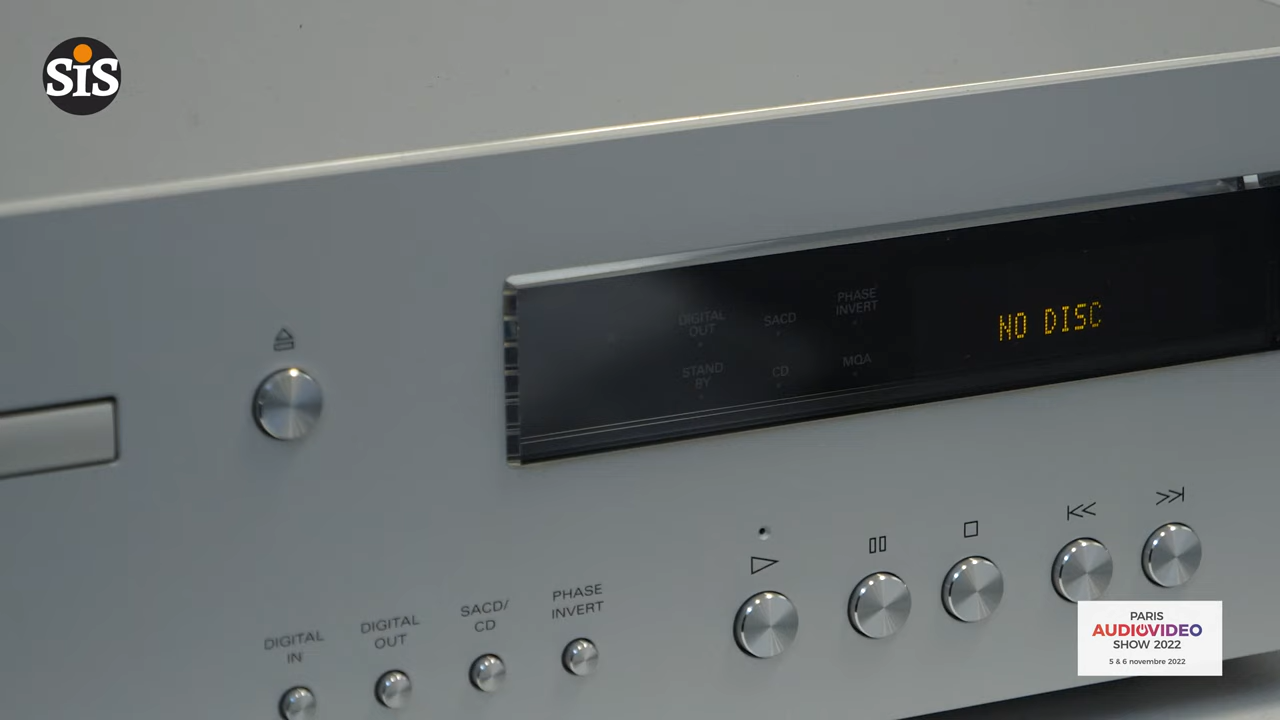 SiS
DIGITAL
OUT
SACD
PHASE
INVERT
STAND
BY
CD
MQA
NO DISC
DIGITAL
IN
DIGITAL
OUT
SACD/
CD
PHASE
INVERT
PARIS
AUDIOVIDEO
SHOW 2022
5 & 6 novembre 2022